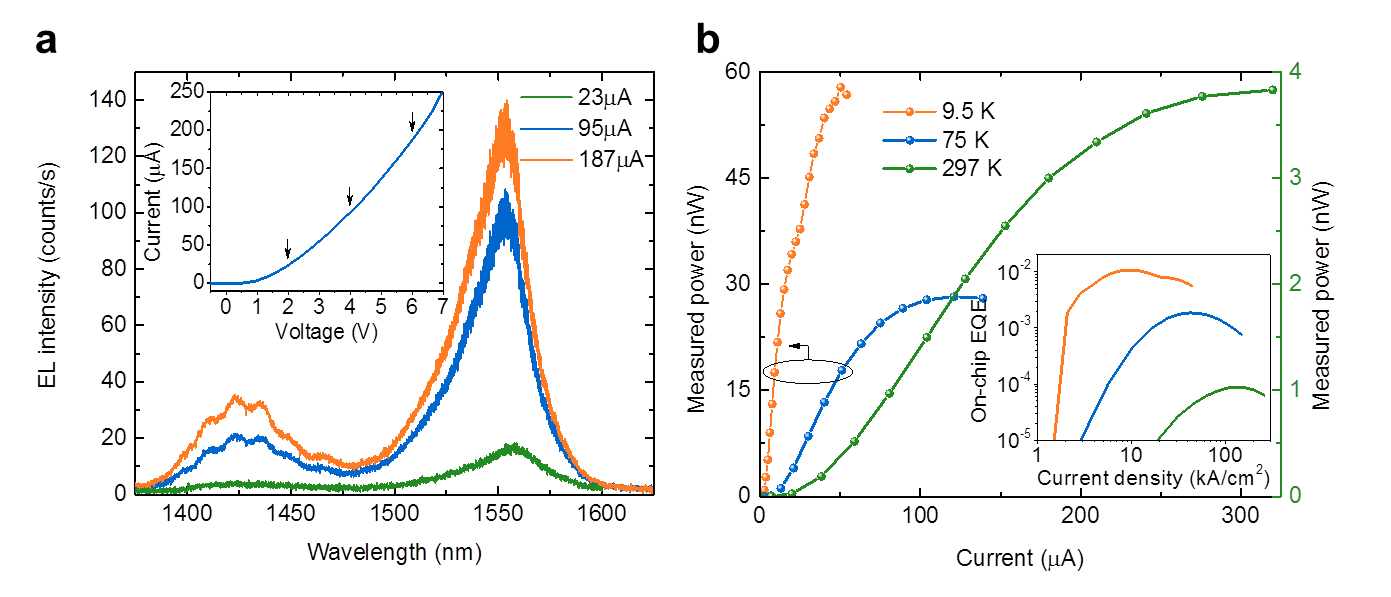 a
EL intensity (counts/s)
140
120
100
80
60
40
20
0
1400
1450
1500
1550
1600
Wavelength (nm)
23μA
95μA
187μA
Current (μA)
250
200
150
100
50
0
0
1
2
3
4
5
6
7
Voltage (V)
b
Measured power (nW)
60
45
30
15
0
0
100
200
300
Current (μA)
9.5 K
75 K
297 K
4
3
2
1
0
Measured power (nW)
On-chip EQE
10⁻²
10⁻³
10⁻⁴
10⁻⁵
1
10
100
Current density (kA/cm²)